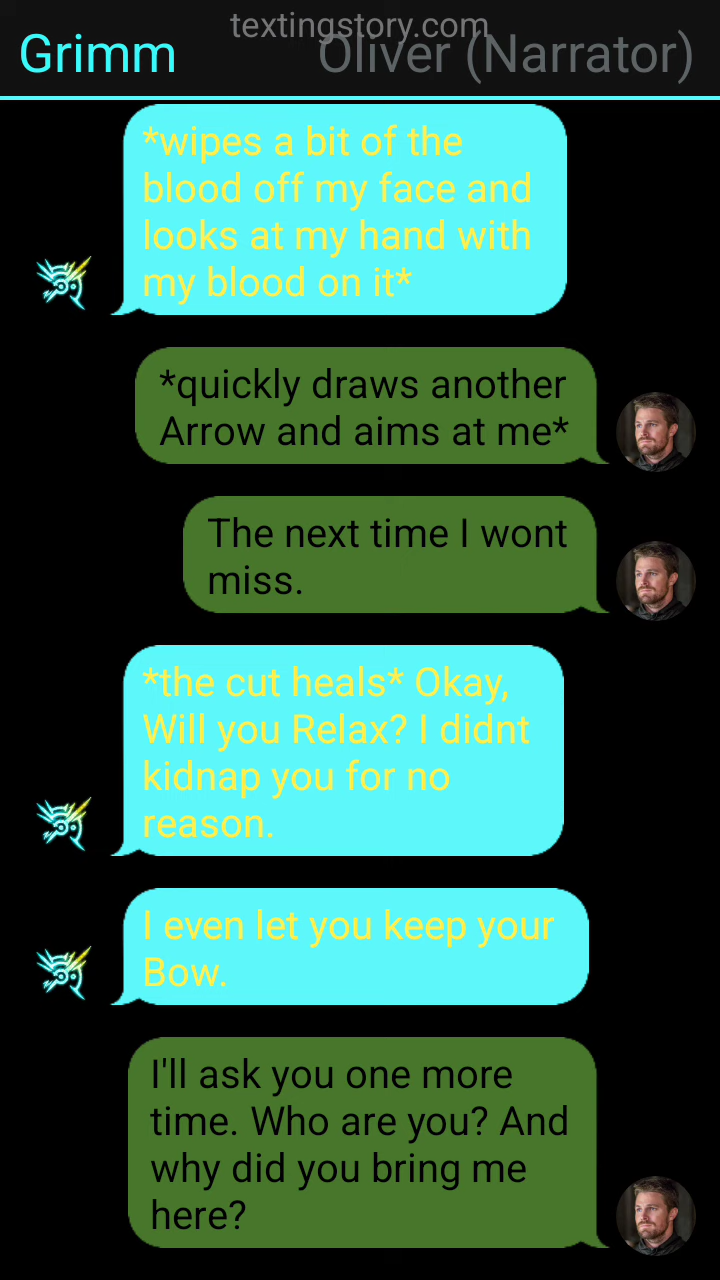 textingstory.com
Grimm
Oliver (Narrator)
*wipes a bit of the
blood off my face and
looks at my hand with
my blood on it*
*quickly draws another
Arrow and aims at me*
The next time I wont
miss.
*the cut heals* Okay,
Will you Relax? I didnt
kidnap you for no
reason.
I even let you keep your
Bow.
I'll ask you one more
time. Who are you? And
why did you bring me
here?